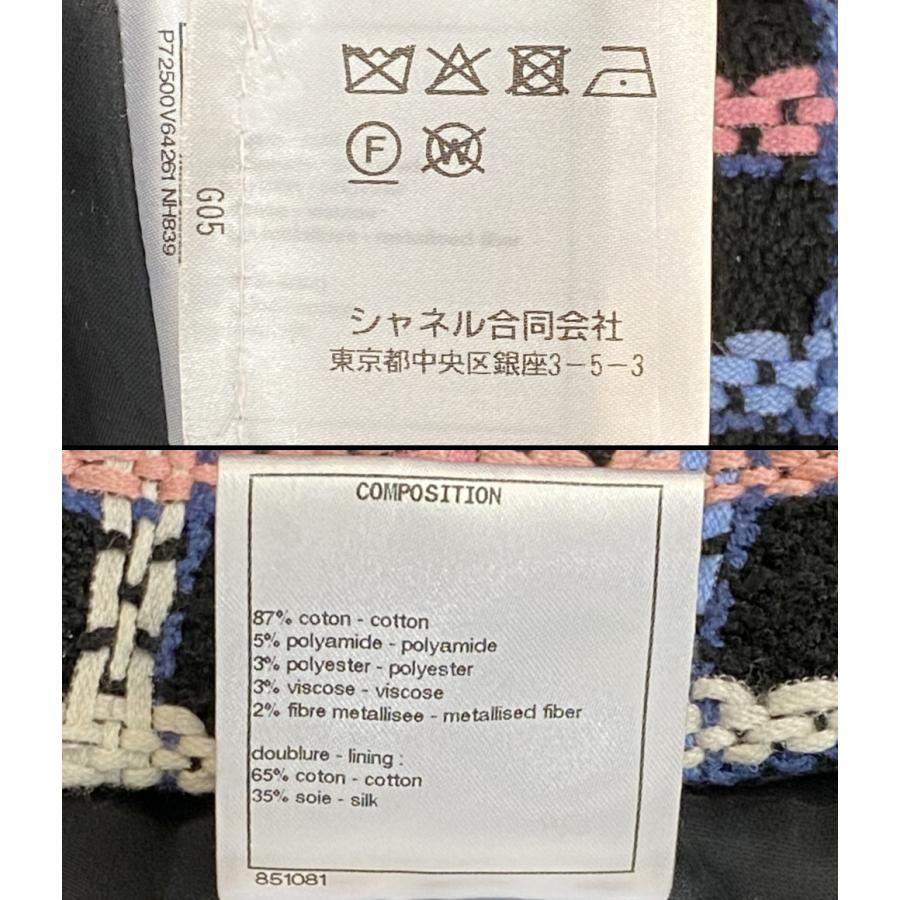 P72500V64261 NH839
G05
F
W
シャネル合同会社
東京都中央区銀座3－5－3
COMPOSITION
87% coton - cotton
5% polyamide - polyamide
3% polyester - polyester
3% viscose - viscose
2% fibre metallisee - metallised fiber
doublure - lining :
65% coton - cotton
35% soie - silk
851081